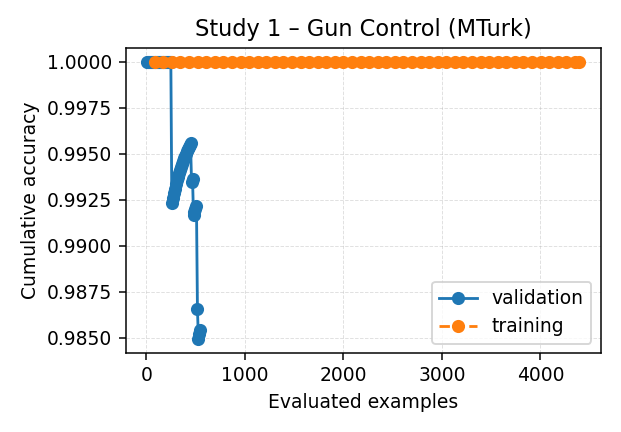 Study 1 – Gun Control (MTurk)
1.0000
0.9975
0.9950
0.9925
0.9900
0.9875
0.9850
Cumulative accuracy
validation
training
0 1000 2000 3000 4000
Evaluated examples